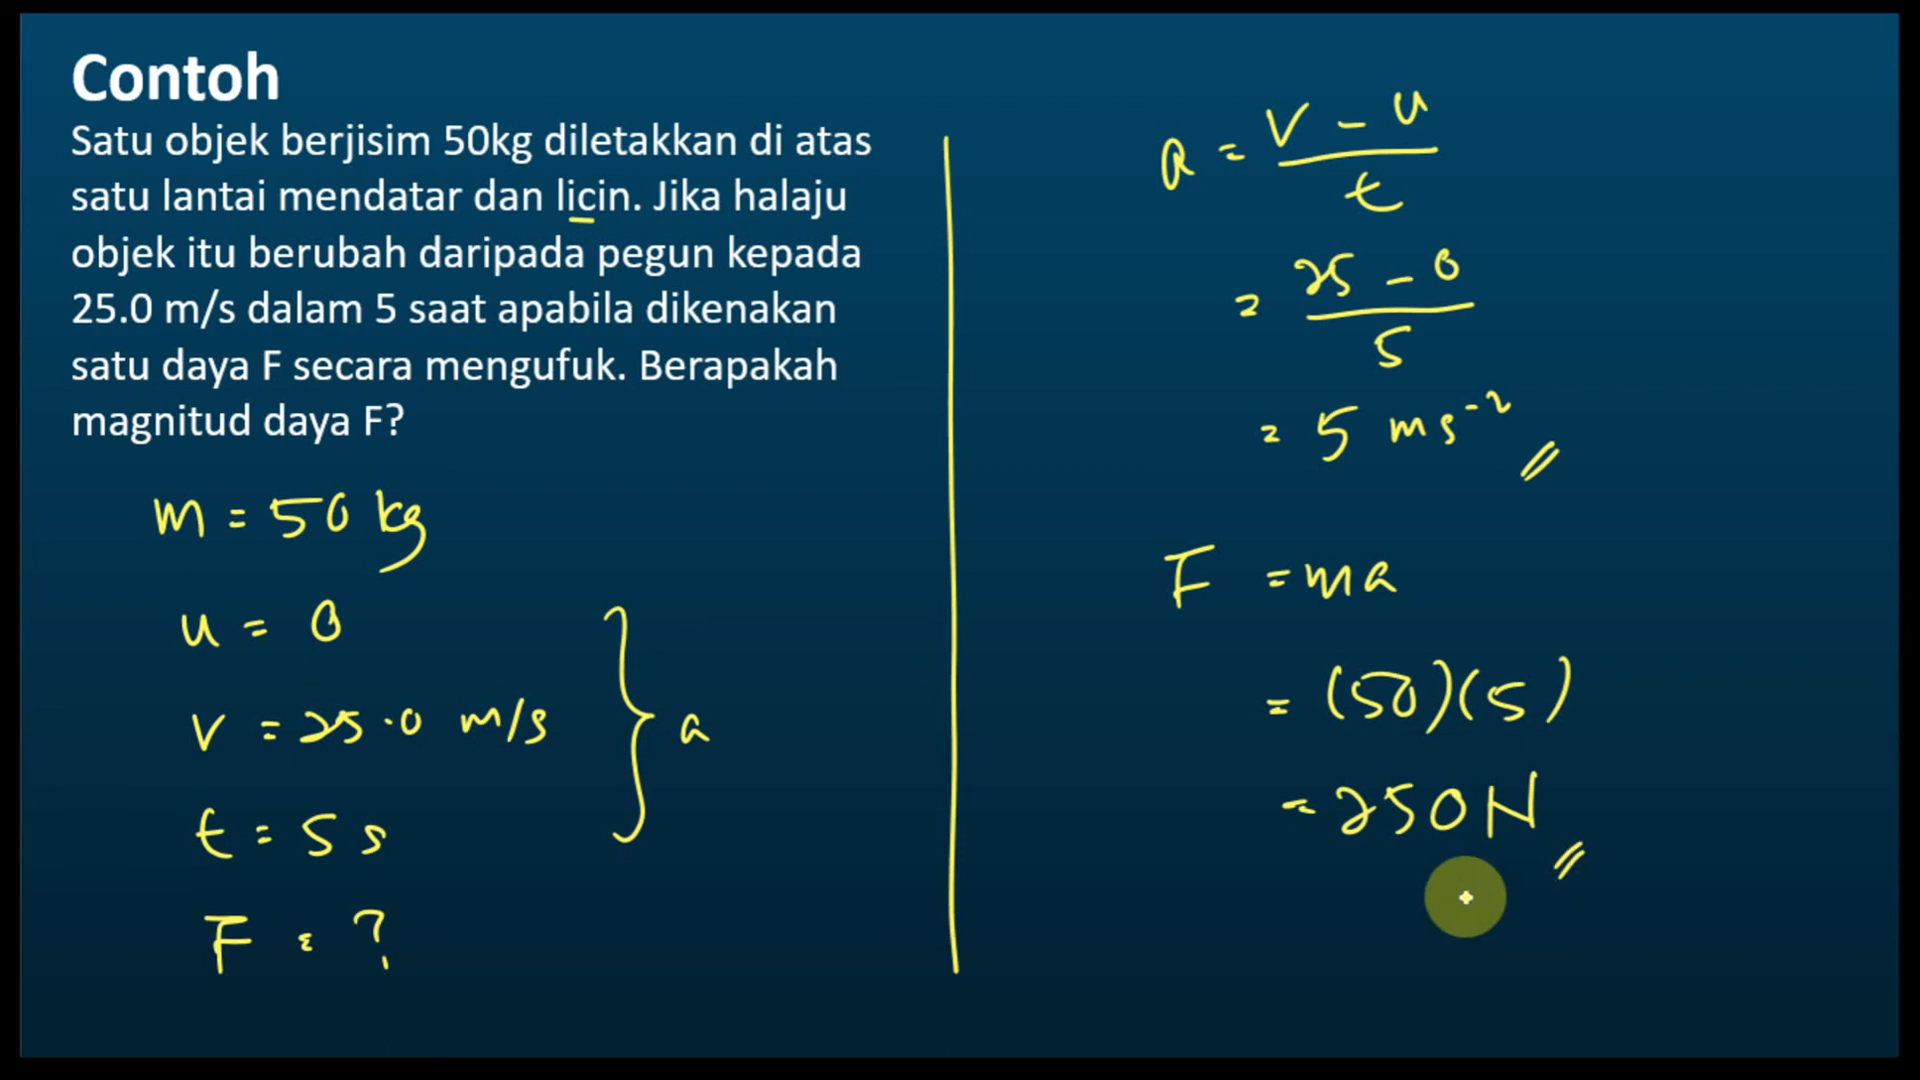 Contoh
Satu objek berjisim 50kg diletakkan di atas
satu lantai mendatar dan licin. Jika halaju
objek itu berubah daripada pegun kepada
25.0 m/s dalam 5 saat apabila dikenakan
satu daya F secara mengufuk. Berapakah
magnitud daya F?
m = 50 kg
u = 0
v = 25.0 m/s
t = 5 s
a
F = ?
a = v - u
t
= 25 - 0
5
= 5 ms⁻²
F = ma
= (50)(5)
= 250N